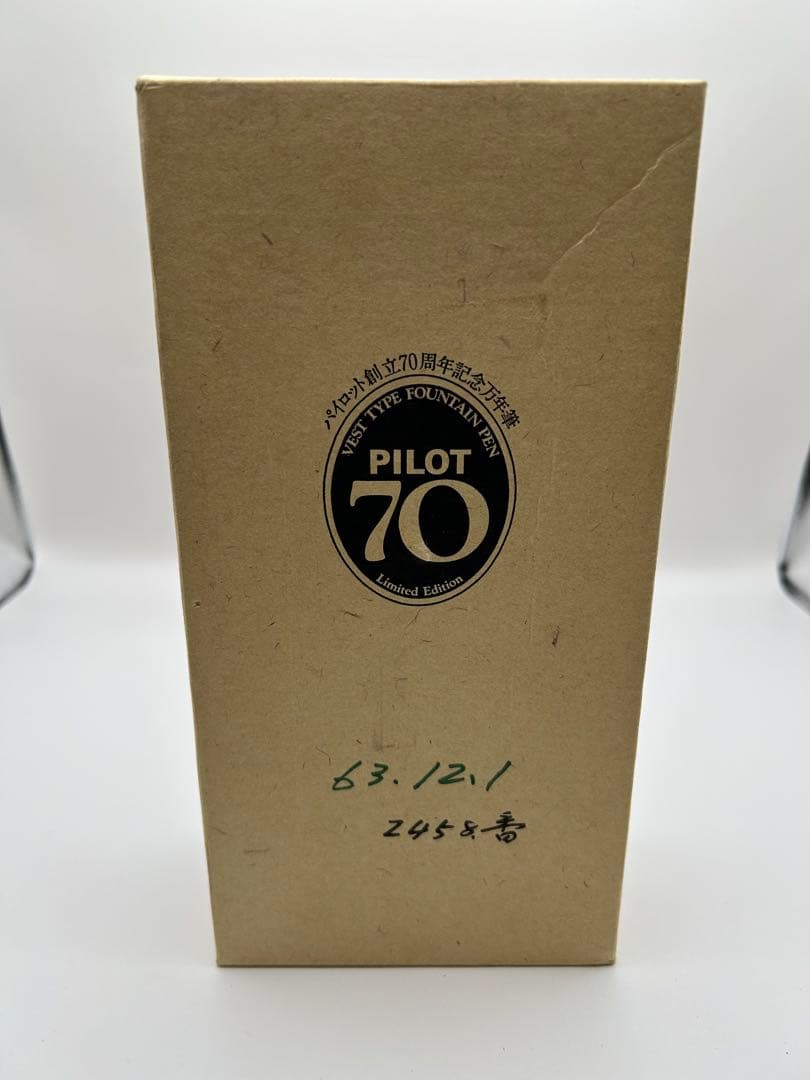 パイロット創立70周年記念万年筆
VEST TYPE FOUNTAIN PEN
PILOT
70
Limited Edition
63.12.1
2458番